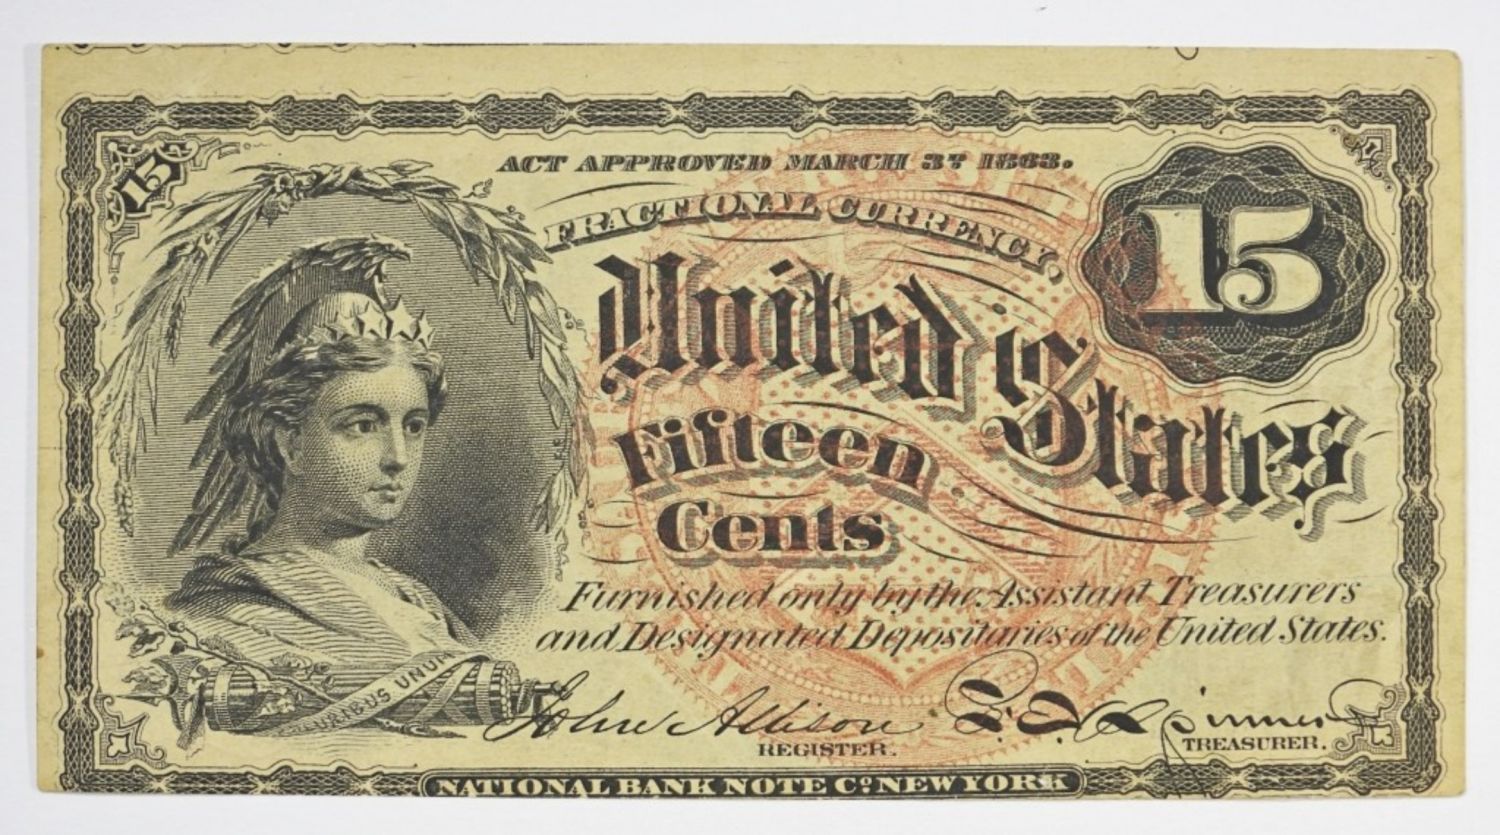 15
ACT APPROVED MARCH 3ᴰ 1863.
FRACTIONAL CURRENCY.
15
United States
Fifteen
Cents
Furnished only by the Assistant Treasurers
and Designated Depositaries of the United States.
E PLURIBUS UNUM
John Allison
REGISTER.
F. E. Spinner
TREASURER.
NATIONAL BANK NOTE Cº. NEW YORK